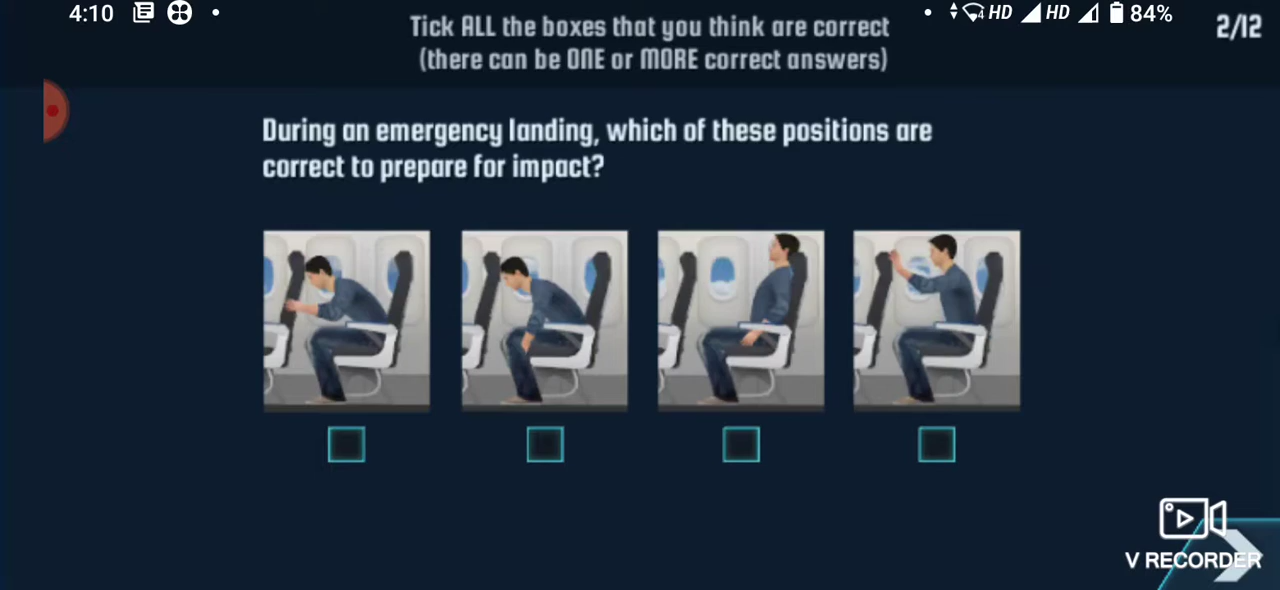 4:10
HD HD 84%
Tick ALL the boxes that you think are correct
(there can be ONE or MORE correct answers)
2/12
During an emergency landing, which of these positions are
correct to prepare for impact?
V RECORDER